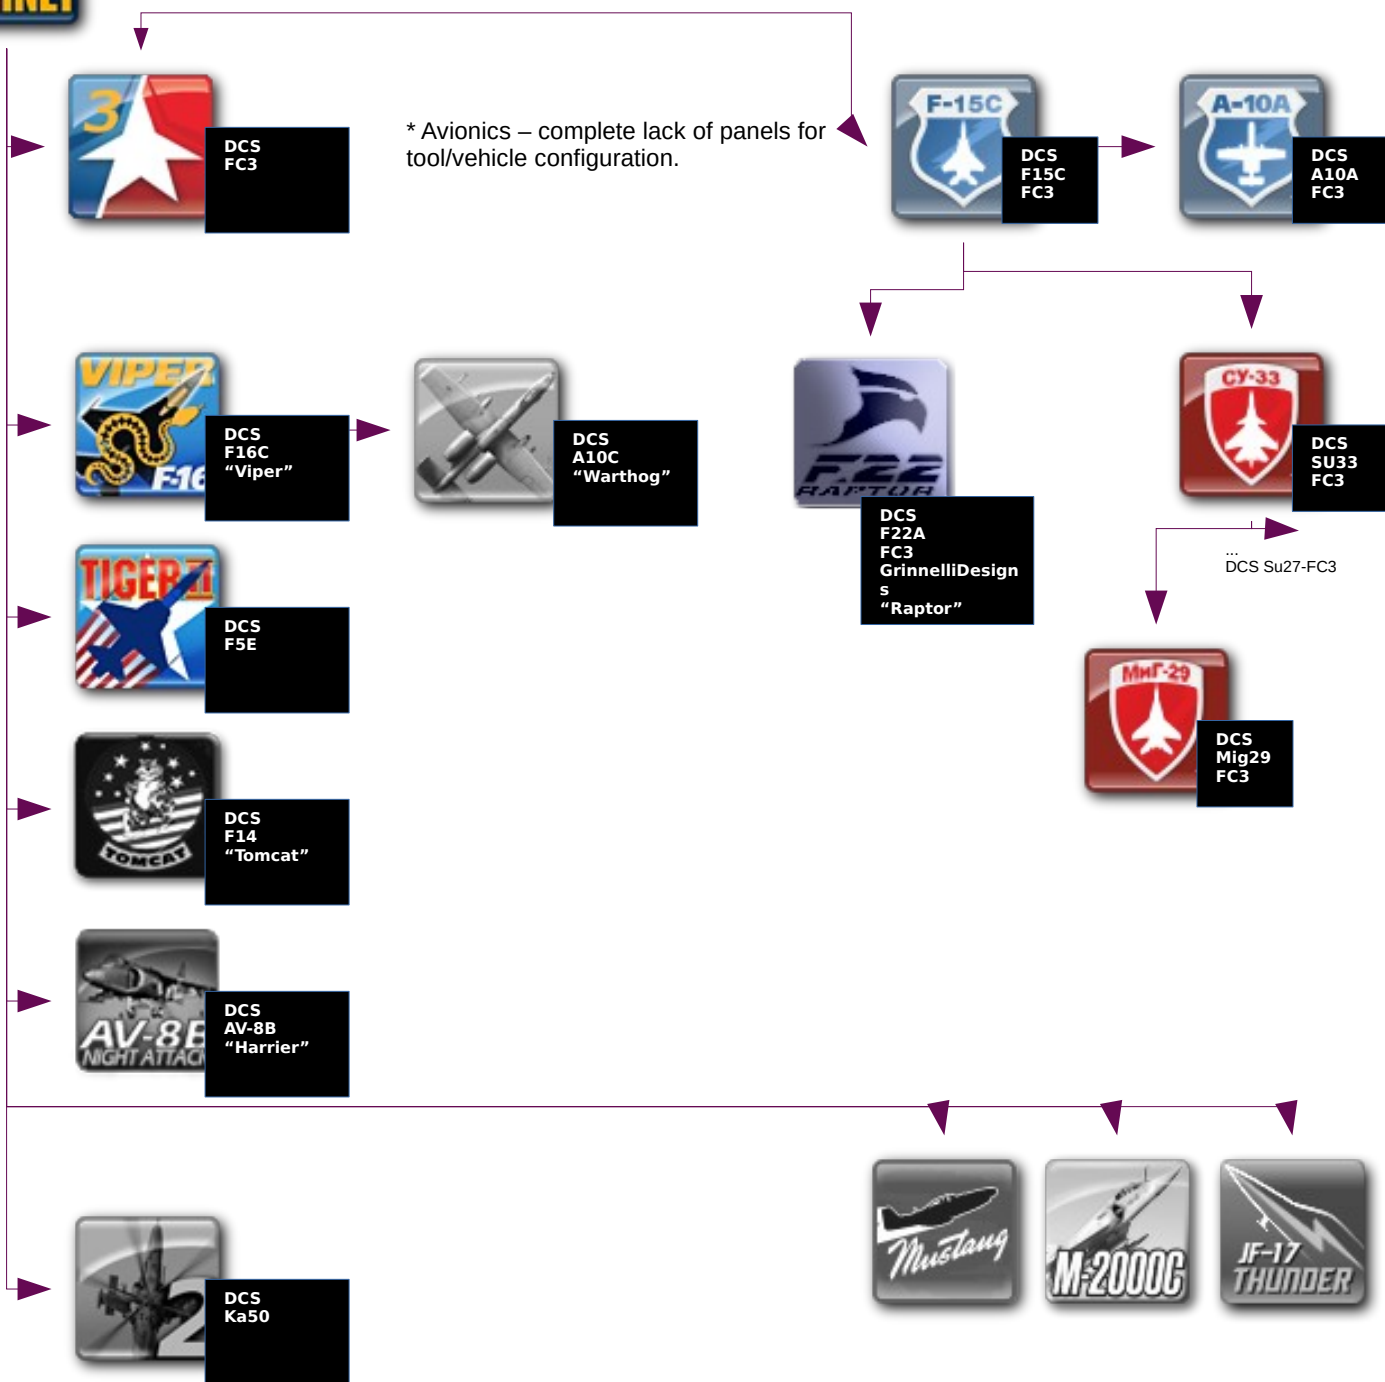 3
DCS
FC3
* Avionics – complete lack of panels for
tool/vehicle configuration.
F-15C
DCS
F15C
FC3
A-10A
DCS
A10A
FC3
VIPER
F-16
DCS
F16C
“Viper”
DCS
A10C
“Warthog”
F-22
RAPTOR
DCS
F22A
FC3
GrinnelliDesign
s
“Raptor”
СУ-33
DCS
SU33
FC3
...
DCS Su27-FC3
TIGER II
DCS
F5E
МиГ-29
DCS
Mig29
FC3
TOMCAT
DCS
F14
“Tomcat”
AV-8B
NIGHT ATTACK
DCS
AV-8B
“Harrier”
Mustang
M-2000C
JF-17
THUNDER
2
DCS
Ka50